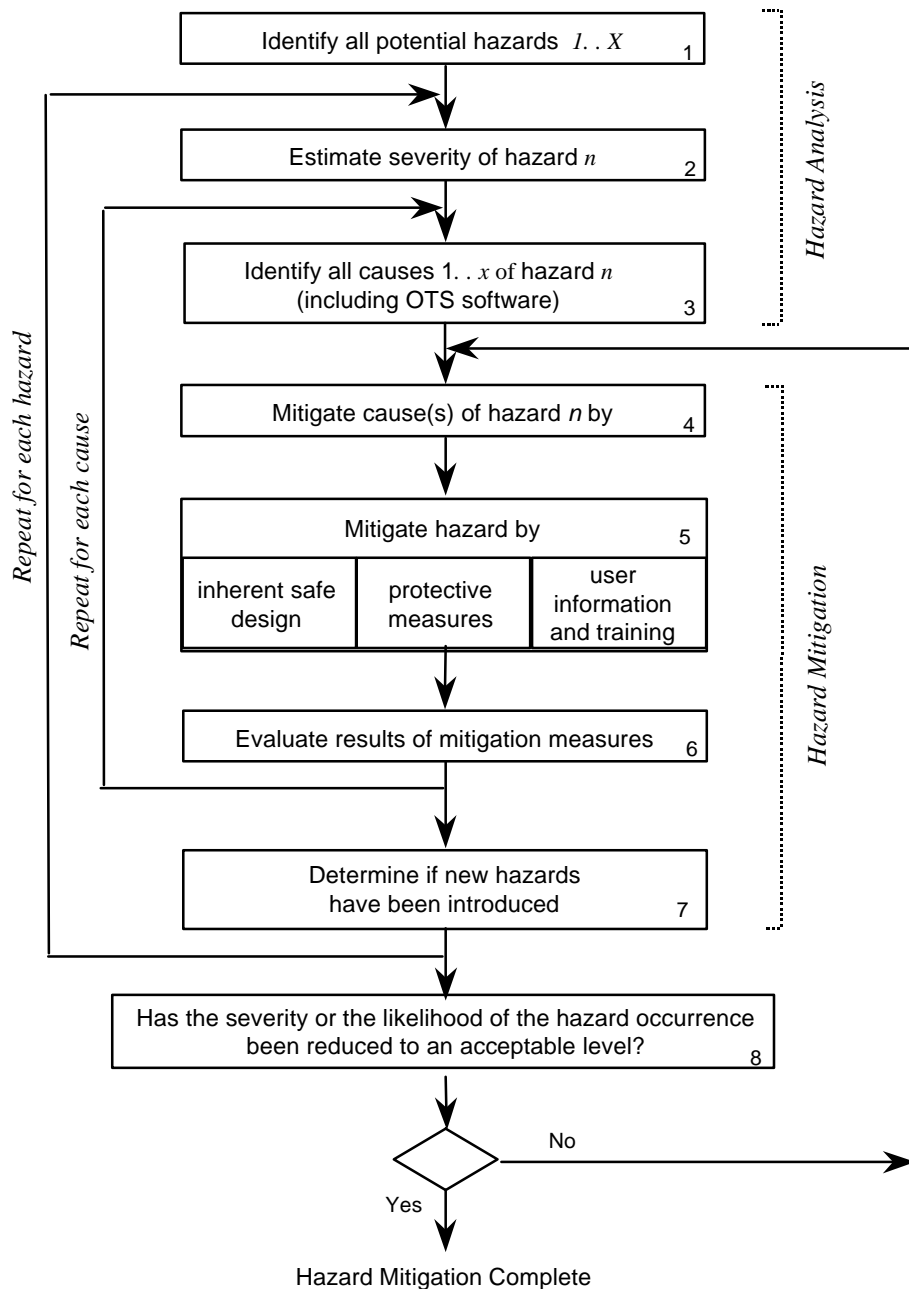 Identify all potential hazards 1. . X
1
Estimate severity of hazard n
2
Identify all causes 1. . x of hazard n
(including OTS software)
3
Mitigate cause(s) of hazard n by
4
Mitigate hazard by
5
inherent safe
design
protective
measures
user
information
and training
Evaluate results of mitigation measures
6
Determine if new hazards
have been introduced
7
Has the severity or the likelihood of the hazard occurrence
been reduced to an acceptable level?
8
No
Yes
Hazard Mitigation Complete
Repeat for each hazard
Repeat for each cause
Hazard Analysis
Hazard Mitigation